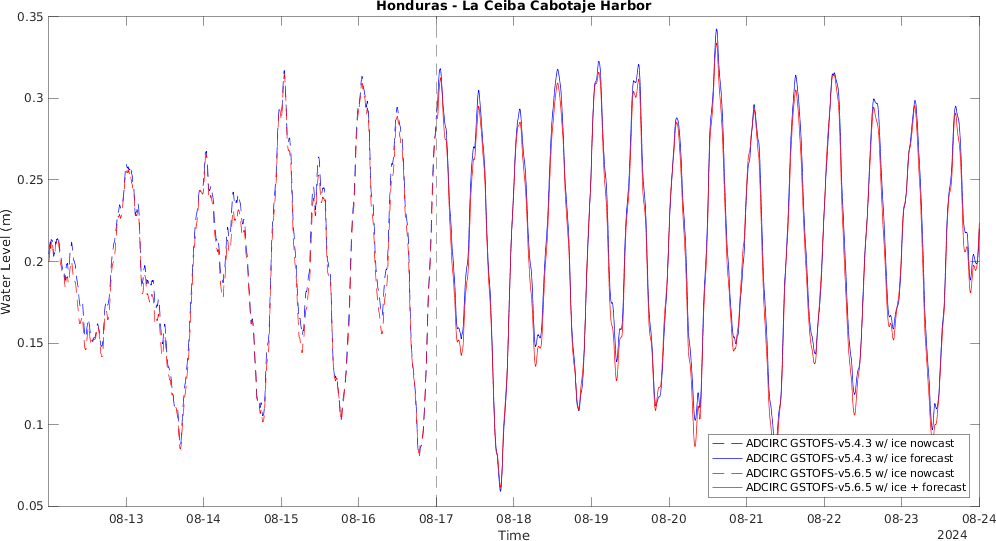 Honduras - La Ceiba Cabotaje Harbor
0.35
0.3
0.25
0.2
0.15
0.1
0.05
Water Level (m)
ADCIRC GSTOFS-v5.4.3 w/ ice nowcast
ADCIRC GSTOFS-v5.4.3 w/ ice forecast
ADCIRC GSTOFS-v5.6.5 w/ ice nowcast
ADCIRC GSTOFS-v5.6.5 w/ ice + forecast
08-13 08-14 08-15 08-16 08-17 08-18 08-19 08-20 08-21 08-22 08-23 08-24
Time
2024